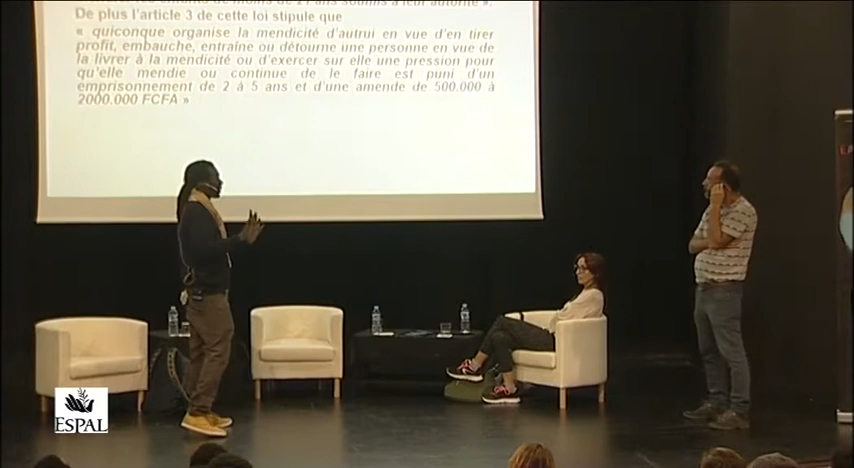 De plus l'article 3 de cette loi stipule que
« quiconque organise la mendicité d'autrui en vue d'en tirer
profit, embauche, entraîne ou détourne une personne en vue de
la livrer à la mendicité ou d'exercer sur elle une pression pour
qu'elle mendie ou continue de le faire est puni d'un
emprisonnement de 2 à 5 ans et d'une amende de 500.000 à
2000.000 FCFA »
ESPAL